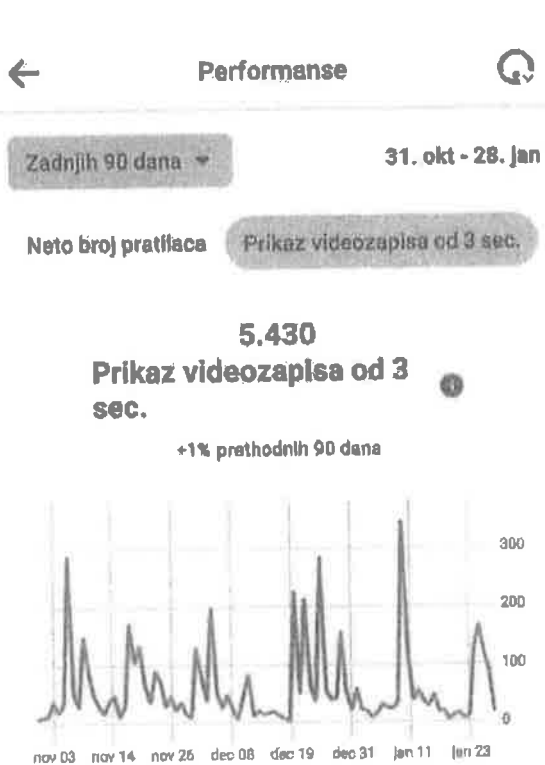 Performanse
Zadnjih 90 dana
31. okt - 28. jan
Neto broj pratilaca
Prikaz videozapisa od 3 sec.
5.430
Prikaz videozapisa od 3
sec.
+1% prethodnih 90 dana
300
200
100
0
nov 03 nov 14 nov 26 dec 08 dec 19 dec 31 jan 11 jan 23